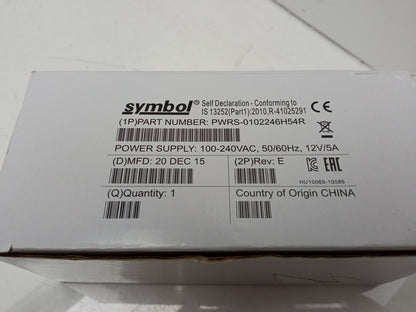 symbol® Self Declaration - Conforming to
IS 13252(Part1):2010,R-41025291
(1P)PART NUMBER: PWRS-0102246H54R
POWER SUPPLY: 100-240VAC, 50/60Hz, 12V/5A
(D)MFD: 20 DEC 15 (2P)Rev: E
HU10065-10086
(Q)Quantity: 1 Country of Origin CHINA
CE
EAC